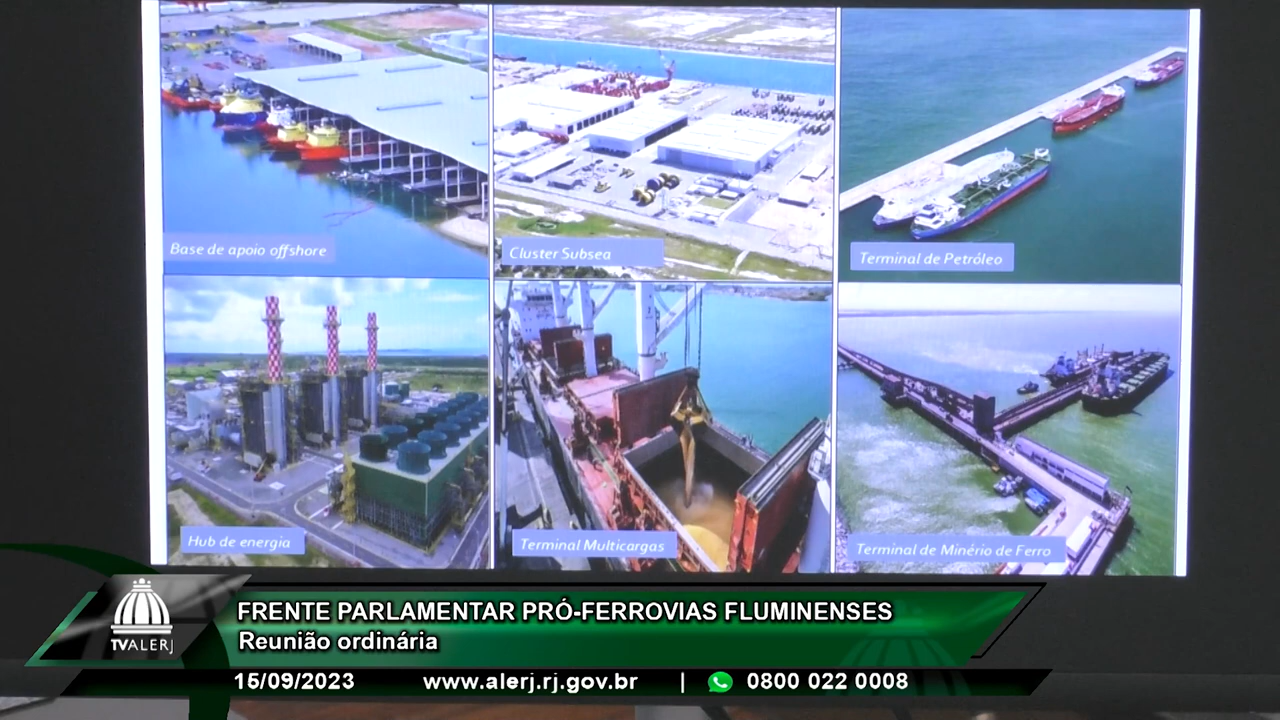 Base de apoio offshore
Cluster Subsea
Terminal de Petróleo
Hub de energia
Terminal Multicargas
Terminal de Minério de Ferro
TVALERJ
FRENTE PARLAMENTAR PRÓ-FERROVIAS FLUMINENSES
Reunião ordinária
15/09/2023 www.alerj.rj.gov.br | 0800 022 0008